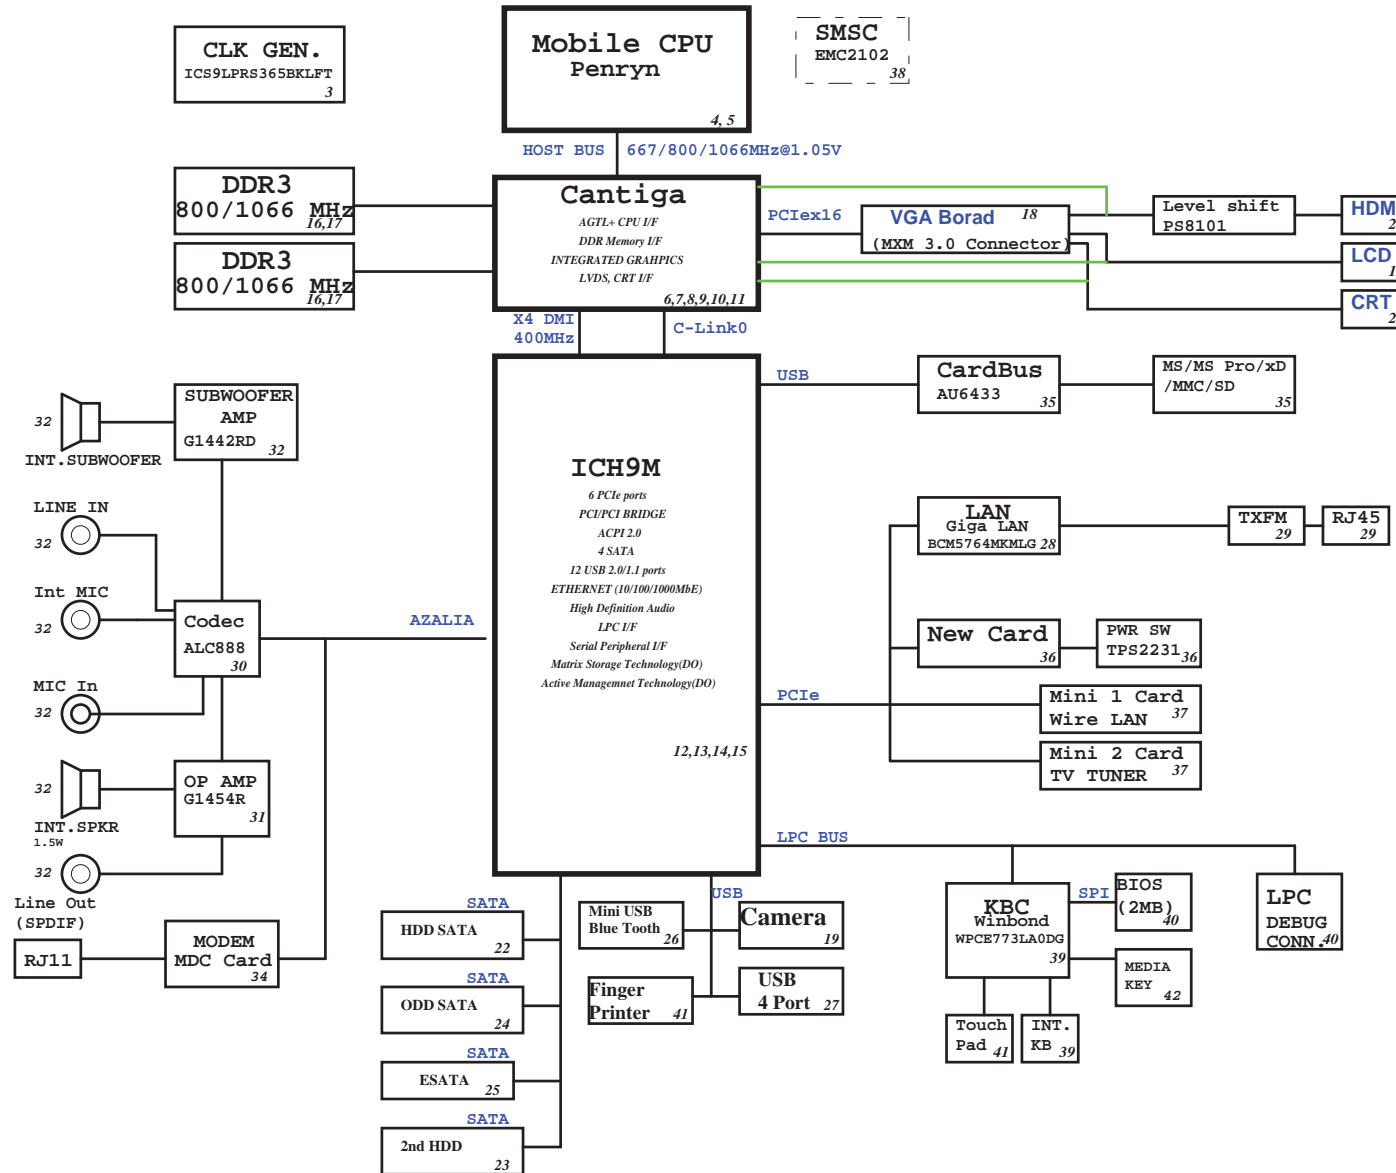 CLK GEN.
ICS9LPRS365BKLFT
3
Mobile CPU
Penryn
4, 5
SMSC
EMC2102
38
HOST BUS
667/800/1066MHz@1.05V
DDR3
800/1066 MHz
16,17
DDR3
800/1066 MHz
16,17
Cantiga
AGTL+ CPU I/F
DDR Memory I/F
INTEGRATED GRAHPICS
LVDS, CRT I/F
6,7,8,9,10,11
PCIex16
VGA Borad
18
(MXM 3.0 Connector)
Level shift
PS8101
HDM
2
LCD
1
CRT
2
X4 DMI
400MHz
C-Link0
ICH9M
6 PCIe ports
PCI/PCI BRIDGE
ACPI 2.0
4 SATA
12 USB 2.0/1.1 ports
ETHERNET (10/100/1000MbE)
High Definition Audio
LPC I/F
Serial Peripheral I/F
Matrix Storage Technology(DO)
Active Managemnet Technology(DO)
12,13,14,15
USB
CardBus
AU6433
35
MS/MS Pro/xD
/MMC/SD
35
LAN
Giga LAN
BCM5764MKMLG
28
TXFM
29
RJ45
29
New Card
36
PWR SW
TPS2231
36
PCIe
Mini 1 Card
Wire LAN
37
Mini 2 Card
TV TUNER
37
32
INT.SUBWOOFER
SUBWOOFER
AMP
G1442RD
32
LINE IN
32
Int MIC
32
Codec
ALC888
30
AZALIA
MIC In
32
32
INT.SPKR
1.5W
OP AMP
G1454R
31
32
Line Out
(SPDIF)
RJ11
MODEM
MDC Card
34
LPC BUS
KBC
Winbond
WPCE773LA0DG
39
SPI
BIOS
(2MB)
40
MEDIA
KEY
42
LPC
DEBUG
CONN.
40
Touch
Pad
41
INT.
KB
39
SATA
HDD SATA
22
SATA
ODD SATA
24
SATA
ESATA
25
SATA
2nd HDD
23
USB
Mini USB
Blue Tooth
26
Camera
19
Finger
Printer
41
USB
4 Port
27